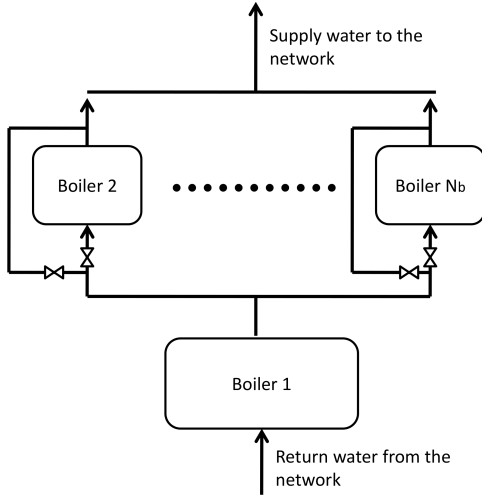 Supply water to the
network
Boiler 2
Boiler Nb
Boiler 1
Return water from the
network